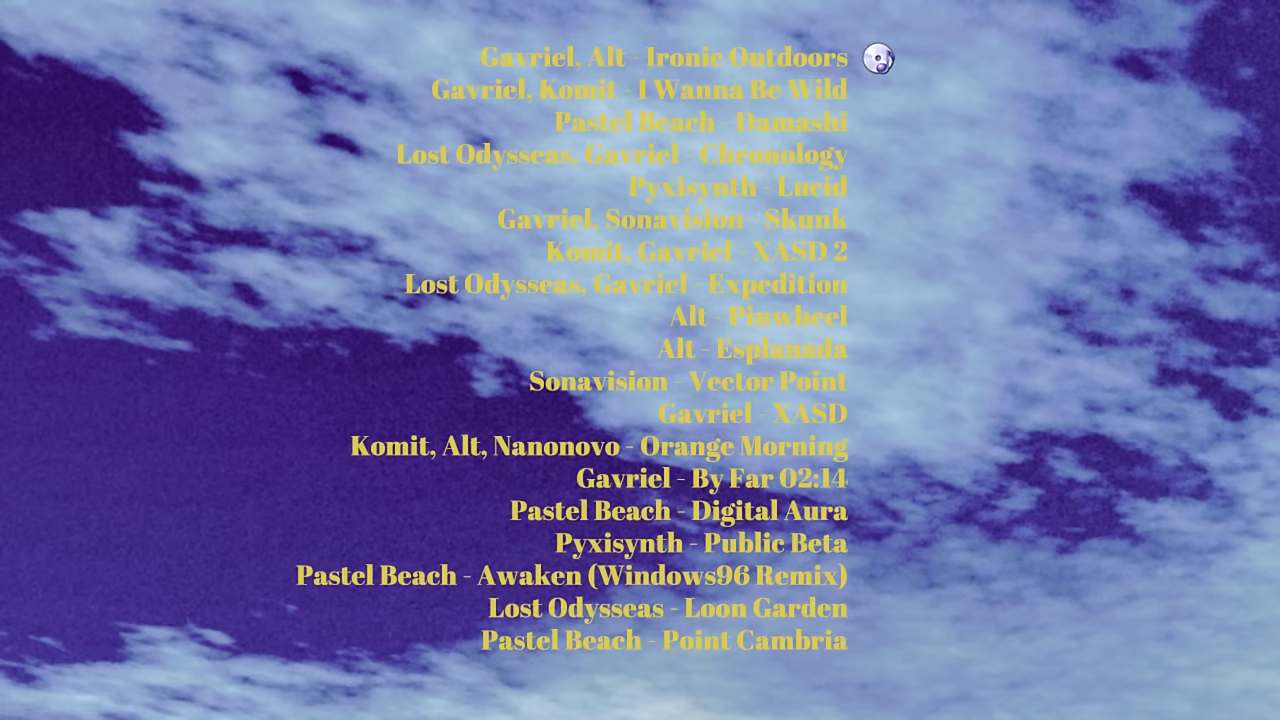 Gavriel, Alt - Ironic Outdoors
Gavriel, Komit - I Wanna Be Wild
Pastel Beach - Damashi
Lost Odysseas, Gavriel - Chronology
Pyxisynth - Lucid
Gavriel, Sonavision - Skunk
Komit, Gavriel - XASD 2
Lost Odysseas, Gavriel - Expedition
Alt - Pinwheel
Alt - Esplanada
Sonavision - Vector Point
Gavriel - XASD
Komit, Alt, Nanonovo - Orange Morning
Gavriel - By Far 02:14
Pastel Beach - Digital Aura
Pyxisynth - Public Beta
Pastel Beach - Awaken (Windows96 Remix)
Lost Odysseas - Loon Garden
Pastel Beach - Point Cambria